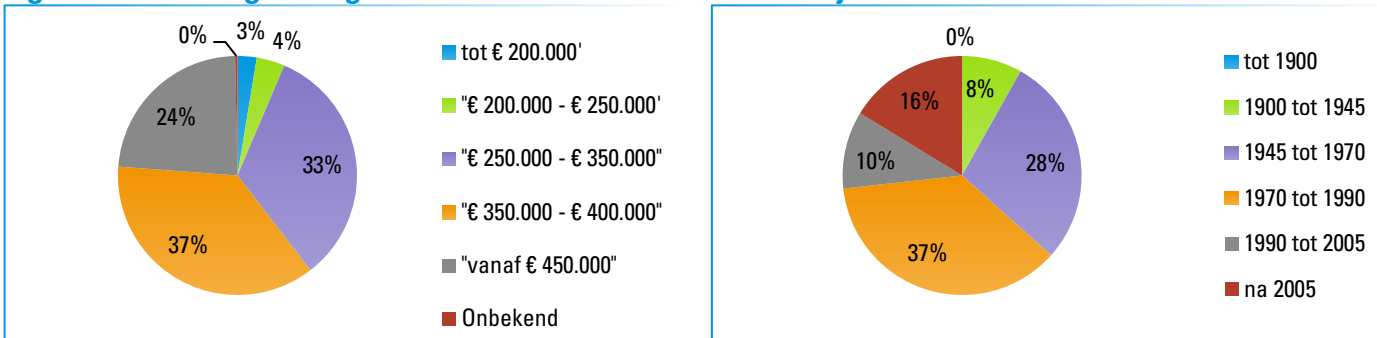 0%
3%
4%
33%
37%
24%
tot € 200.000'
"€ 200.000 - € 250.000'
"€ 250.000 - € 350.000"
"€ 350.000 - € 400.000"
"vanaf € 450.000"
Onbekend
0%
8%
28%
37%
10%
16%
tot 1900
1900 tot 1945
1945 tot 1970
1970 tot 1990
1990 tot 2005
na 2005